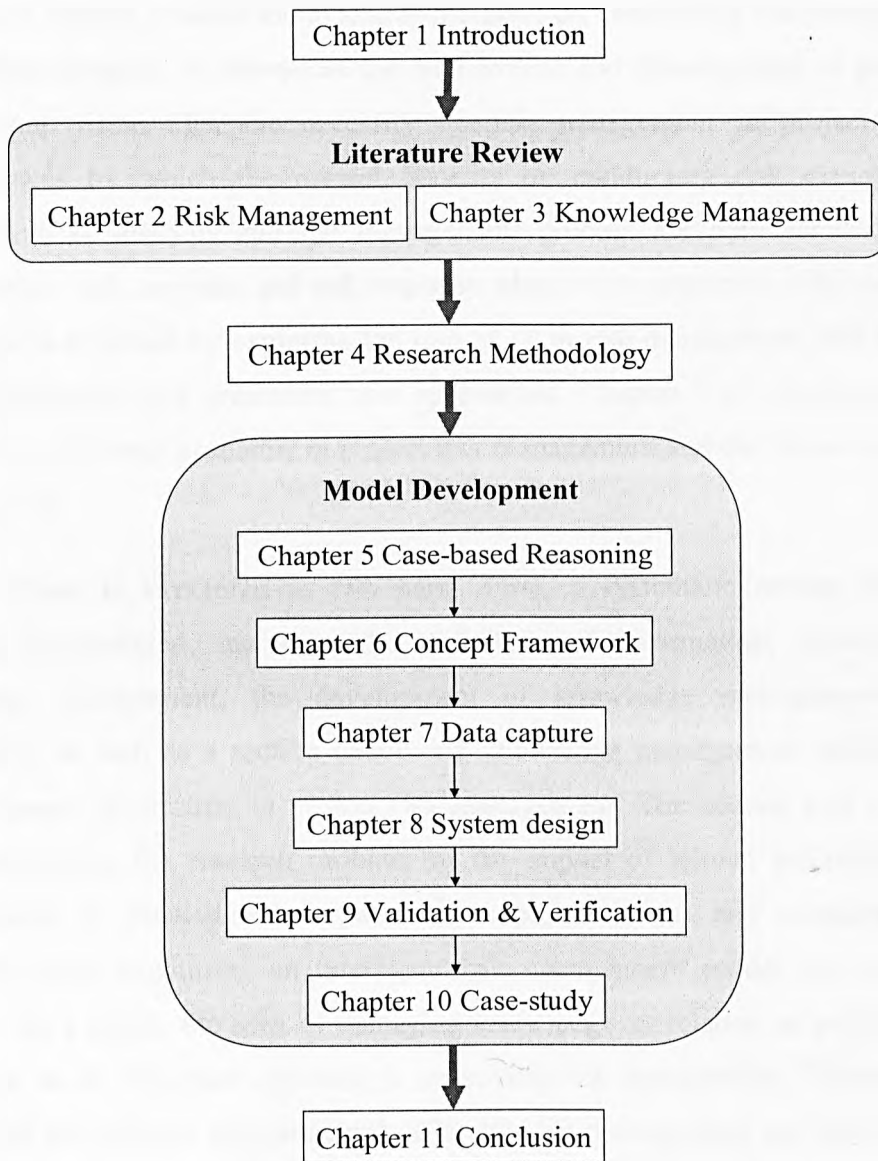 Chapter 1 Introduction
Literature Review
Chapter 2 Risk Management
Chapter 3 Knowledge Management
Chapter 4 Research Methodology
Model Development
Chapter 5 Case-based Reasoning
Chapter 6 Concept Framework
Chapter 7 Data capture
Chapter 8 System design
Chapter 9 Validation & Verification
Chapter 10 Case-study
Chapter 11 Conclusion